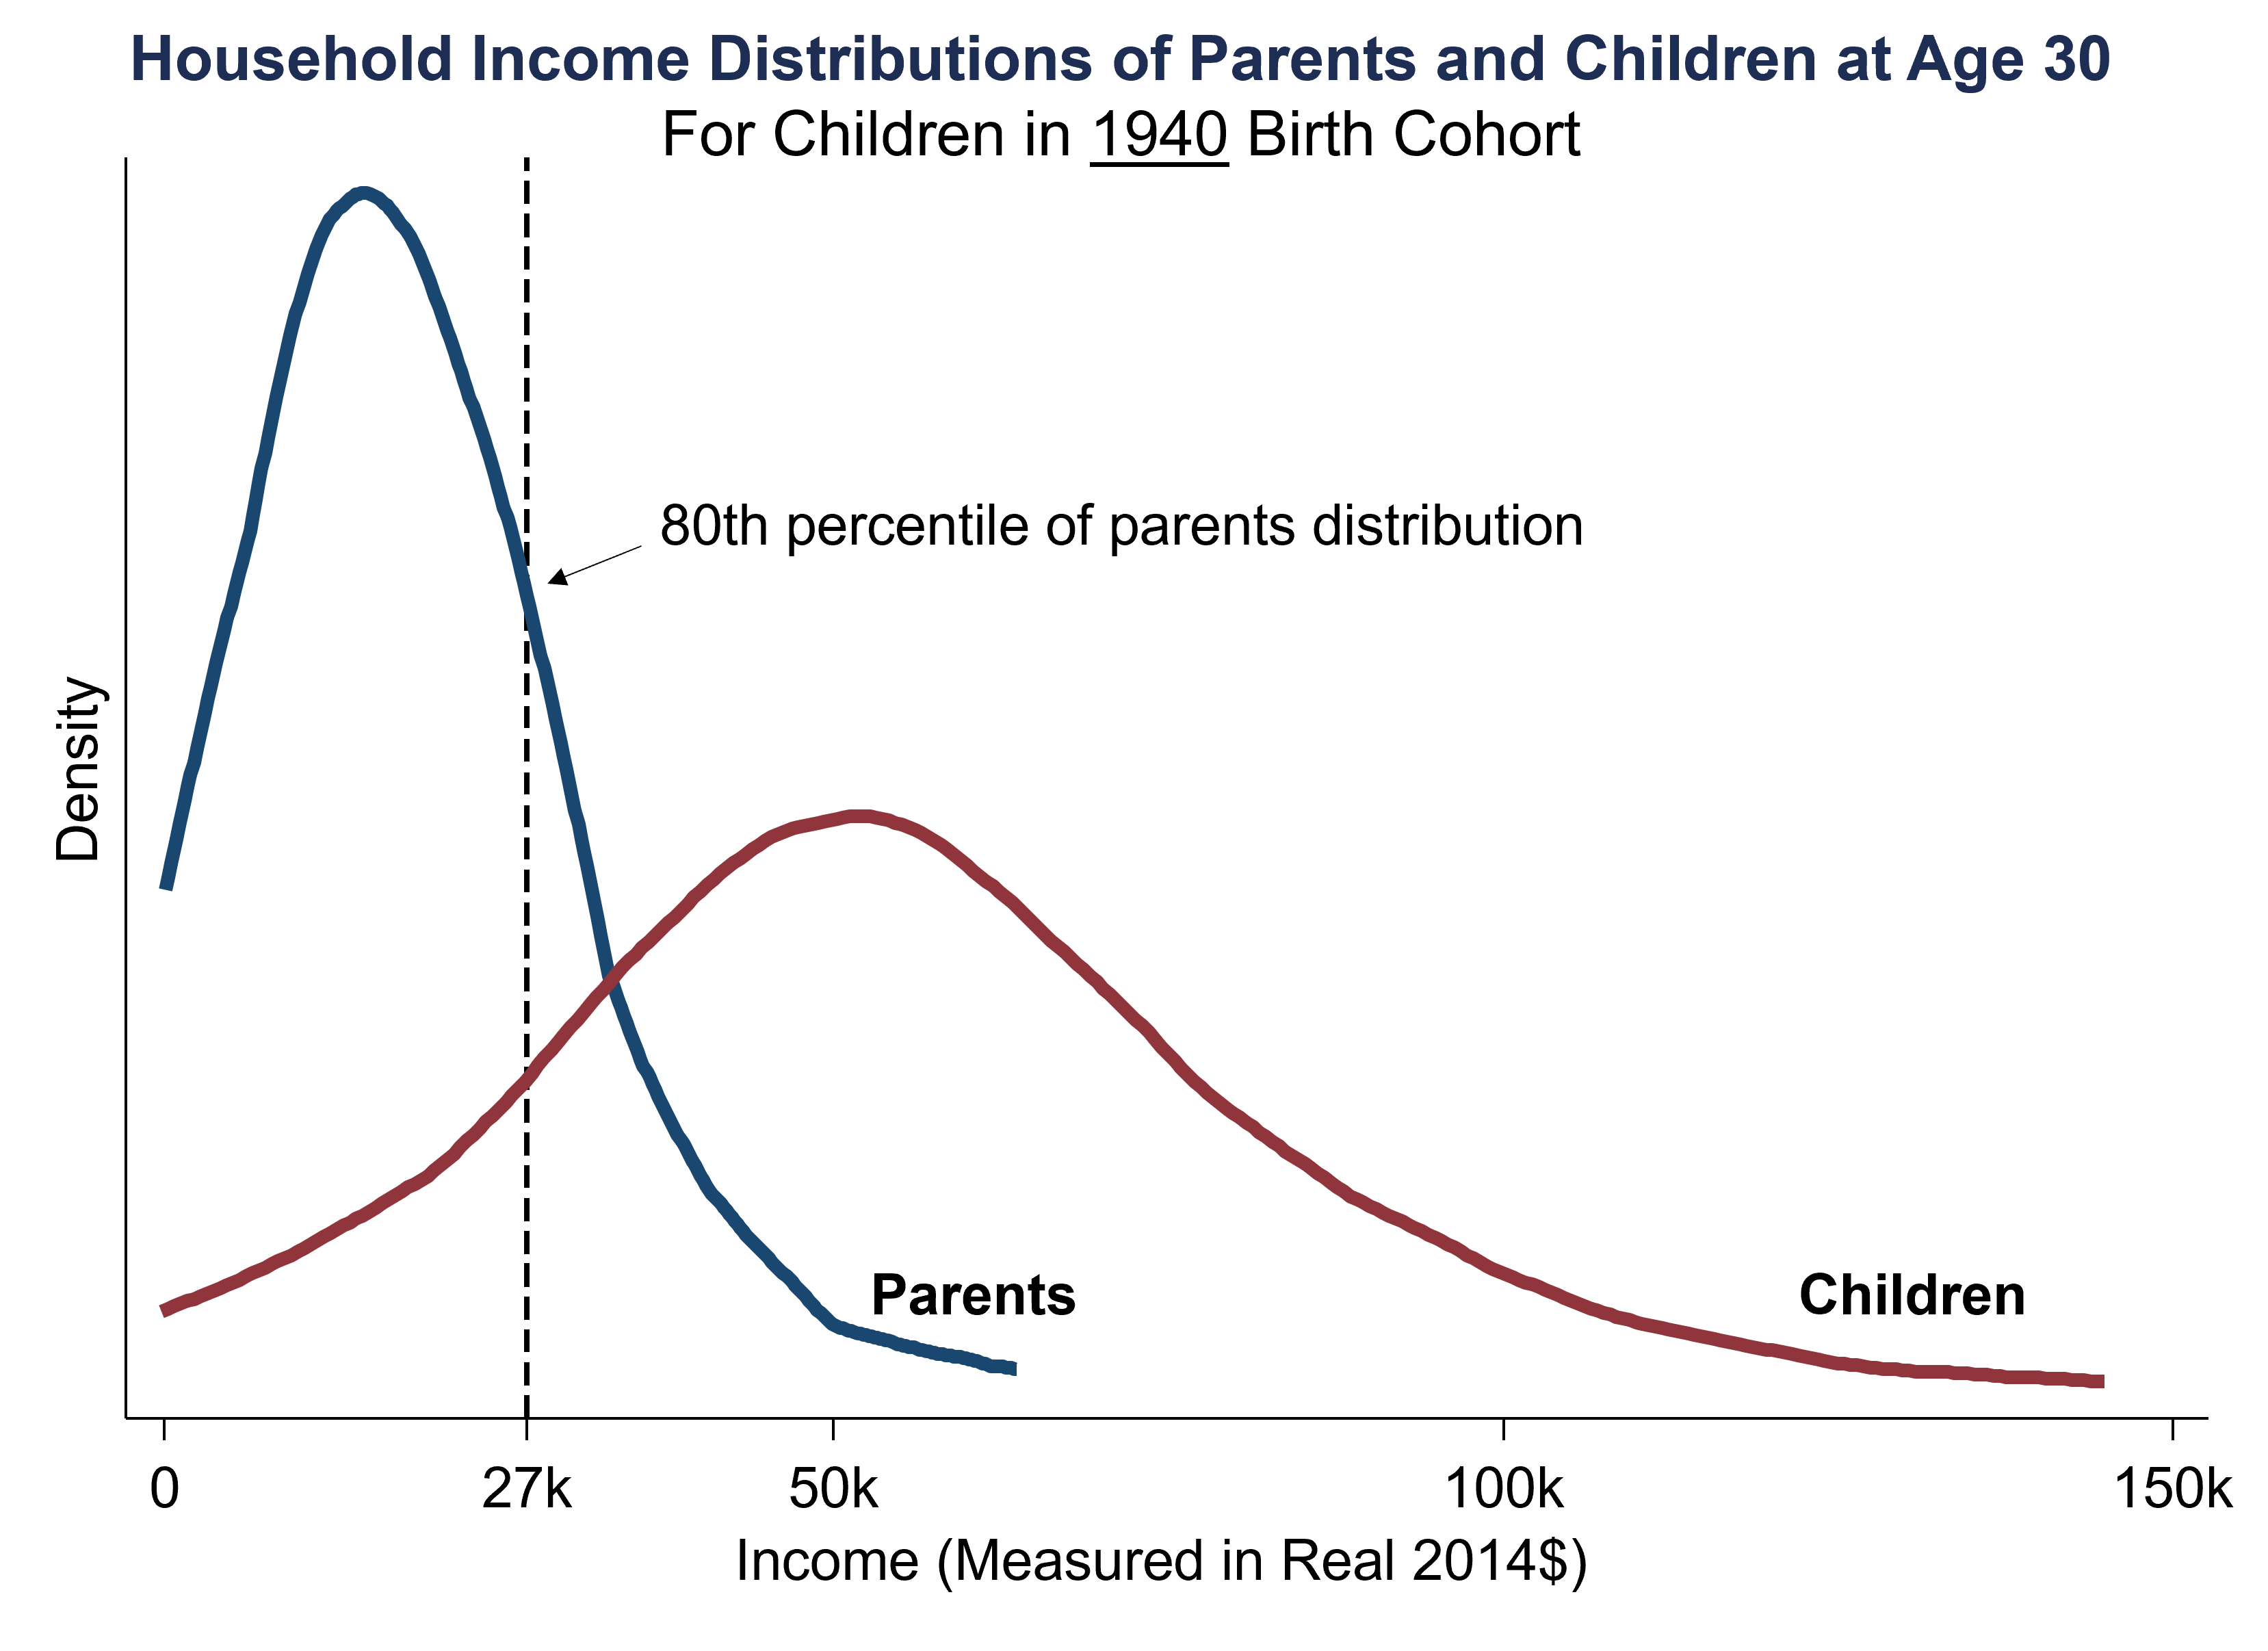 Household Income Distributions of Parents and Children at Age 30
For Children in 1940 Birth Cohort
80th percentile of parents distribution
Density
Parents
Children
0
27k
50k
100k
150k
Income (Measured in Real 2014$)